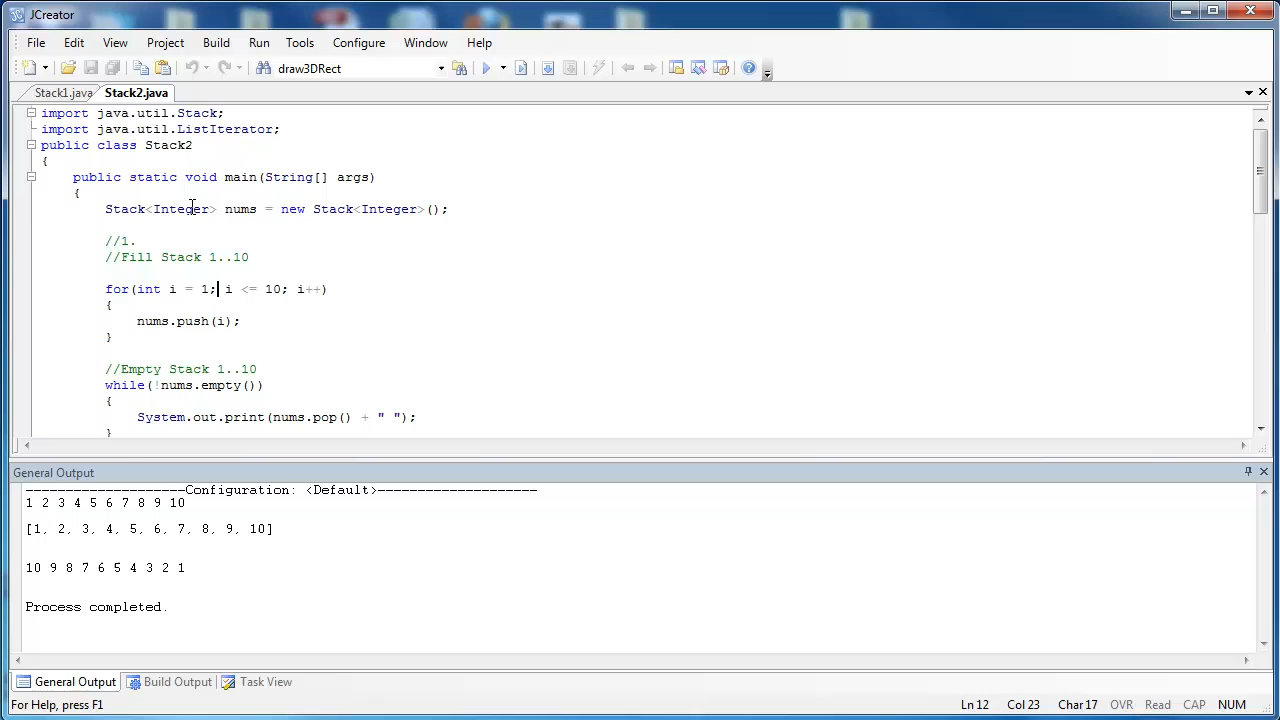 JCreator
File Edit View Project Build Run Tools Configure Window Help
draw3DRect
Stack1.java Stack2.java
import java.util.Stack;
import java.util.ListIterator;
public class Stack2
{
public static void main(String[] args)
{
Stack<Integer> nums = new Stack<Integer>();
//1.
//Fill Stack 1..10
for(int i = 1; i <= 10; i++)
{
nums.push(i);
}
//Empty Stack 1..10
while(!nums.empty())
{
System.out.print(nums.pop() + " ");
}
General Output
--------------------Configuration: <Default>--------------------
1 2 3 4 5 6 7 8 9 10
[1, 2, 3, 4, 5, 6, 7, 8, 9, 10]
10 9 8 7 6 5 4 3 2 1
Process completed.
General Output Build Output Task View
For Help, press F1 Ln 12 Col 23 Char 17 OVR Read CAP NUM